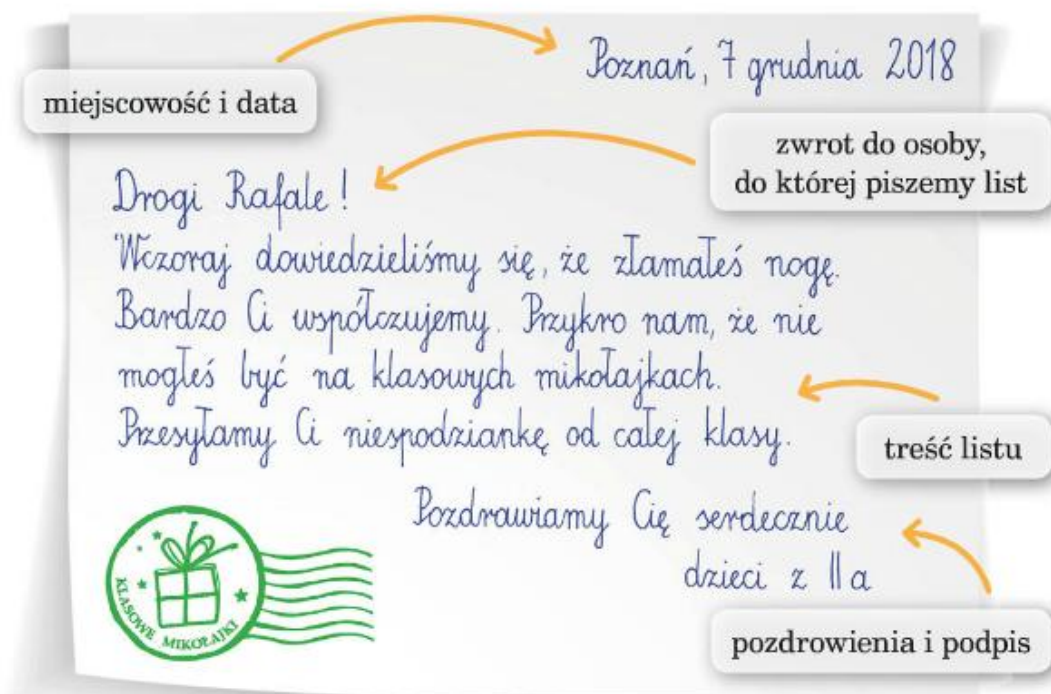 Poznań, 7 grudnia 2018
miejscowość i data
zwrot do osoby,
do której piszemy list
Drogi Rafale!
Wczoraj dowiedzieliśmy się, że złamałeś nogę.
Bardzo Ci współczujemy. Przykro nam, że nie
mogłeś być na klasowych mikołajkach.
Przesyłamy Ci niespodziankę od całej klasy.
treść listu
Pozdrawiamy Cię serdecznie
dzieci z II a
pozdrowienia i podpis
KLASOWE MIKOŁAJKI